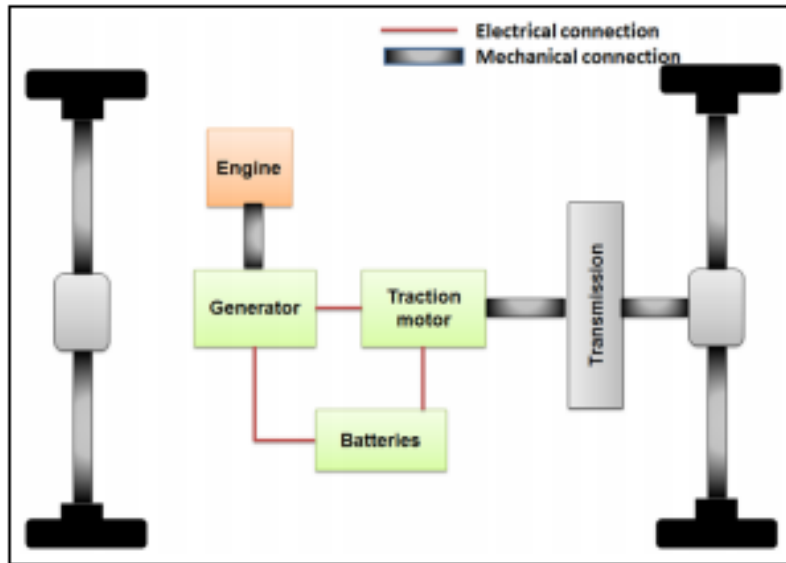 Electrical connection
Mechanical connection
Engine
Generator
Traction
motor
Transmission
Batteries